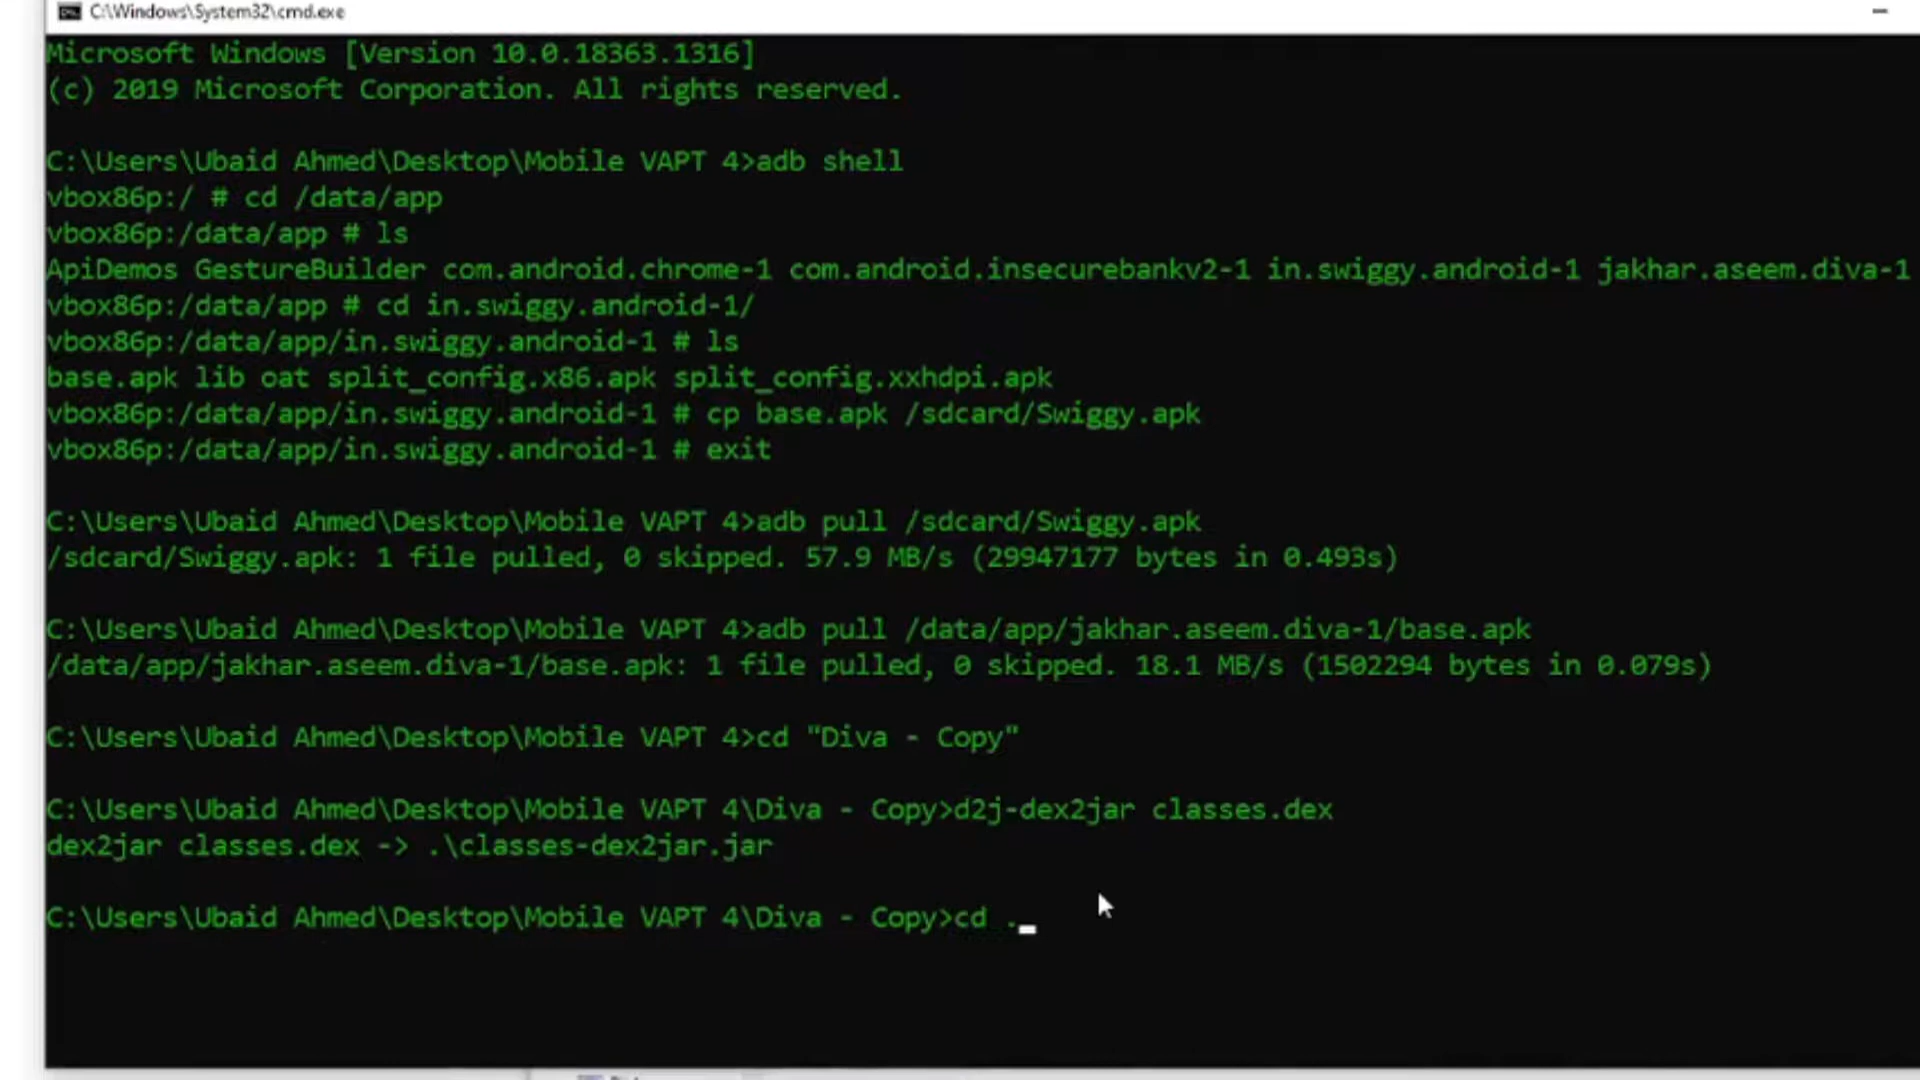 C:\Windows\System32\cmd.exe
Microsoft Windows [Version 10.0.18363.1316]
(c) 2019 Microsoft Corporation. All rights reserved.
C:\Users\Ubaid Ahmed\Desktop\Mobile VAPT 4>adb shell
vbox86p:/ # cd /data/app
vbox86p:/data/app # ls
ApiDemos GestureBuilder com.android.chrome-1 com.android.insecurebankv2-1 in.swiggy.android-1 jakhar.aseem.diva-1
vbox86p:/data/app # cd in.swiggy.android-1/
vbox86p:/data/app/in.swiggy.android-1 # ls
base.apk lib oat split_config.x86.apk split_config.xxhdpi.apk
vbox86p:/data/app/in.swiggy.android-1 # cp base.apk /sdcard/Swiggy.apk
vbox86p:/data/app/in.swiggy.android-1 # exit
C:\Users\Ubaid Ahmed\Desktop\Mobile VAPT 4>adb pull /sdcard/Swiggy.apk
/sdcard/Swiggy.apk: 1 file pulled, 0 skipped. 57.9 MB/s (29947177 bytes in 0.493s)
C:\Users\Ubaid Ahmed\Desktop\Mobile VAPT 4>adb pull /data/app/jakhar.aseem.diva-1/base.apk
/data/app/jakhar.aseem.diva-1/base.apk: 1 file pulled, 0 skipped. 18.1 MB/s (1502294 bytes in 0.079s)
C:\Users\Ubaid Ahmed\Desktop\Mobile VAPT 4>cd "Diva - Copy"
C:\Users\Ubaid Ahmed\Desktop\Mobile VAPT 4\Diva - Copy>d2j-dex2jar classes.dex
dex2jar classes.dex -> .\classes-dex2jar.jar
C:\Users\Ubaid Ahmed\Desktop\Mobile VAPT 4\Diva - Copy>cd ._